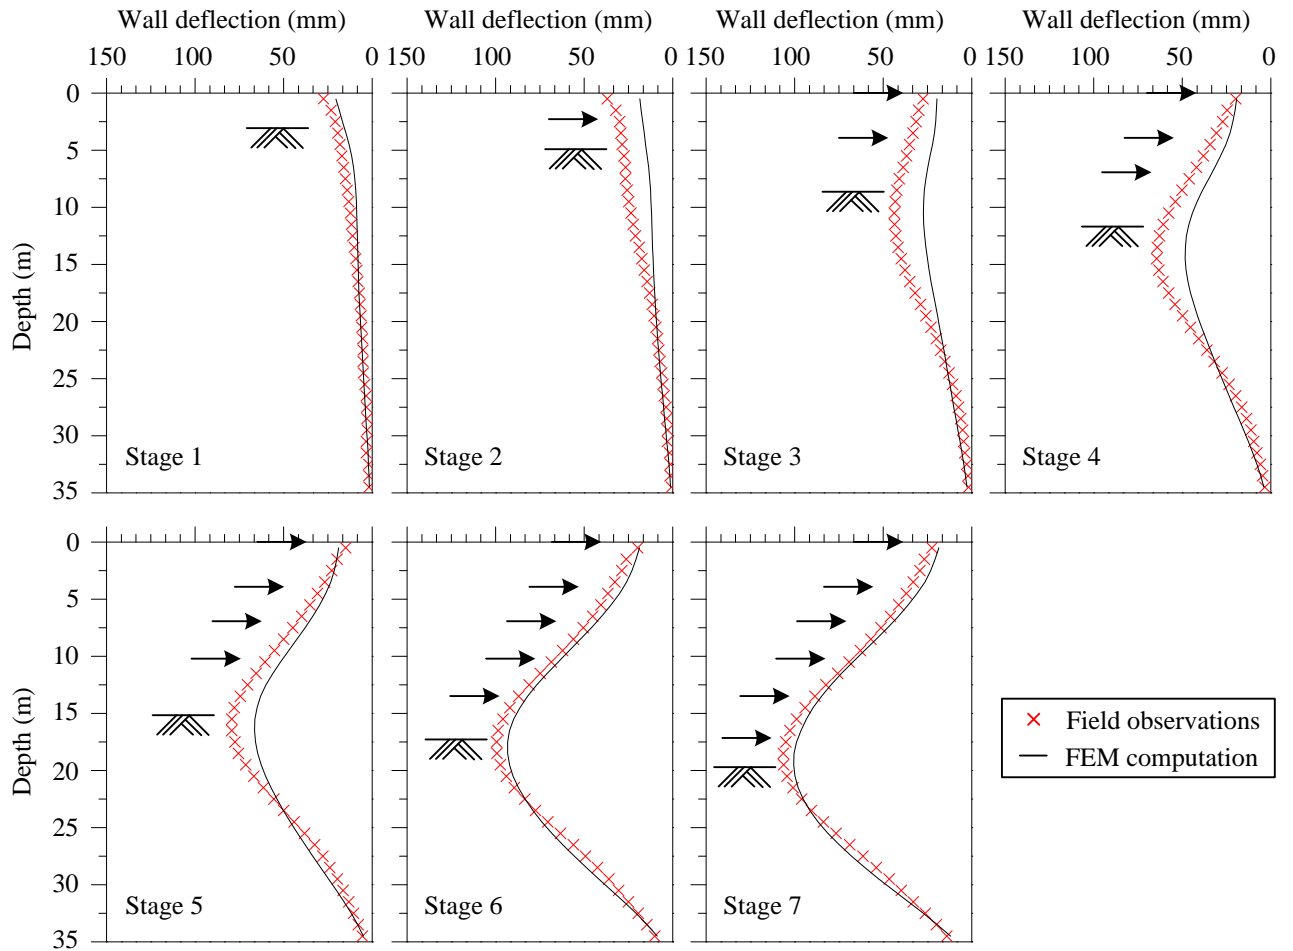 Wall deflection (mm) Wall deflection (mm) Wall deflection (mm) Wall deflection (mm)
150 100 50 0 150 100 50 0 150 100 50 0 150 100 50 0
0
5
10
15
20
25
30
35
Depth (m)
Stage 1
Stage 2
Stage 3
Stage 4
0
5
10
15
20
25
30
35
Depth (m)
Stage 5
Stage 6
Stage 7
Field observations
FEM computation